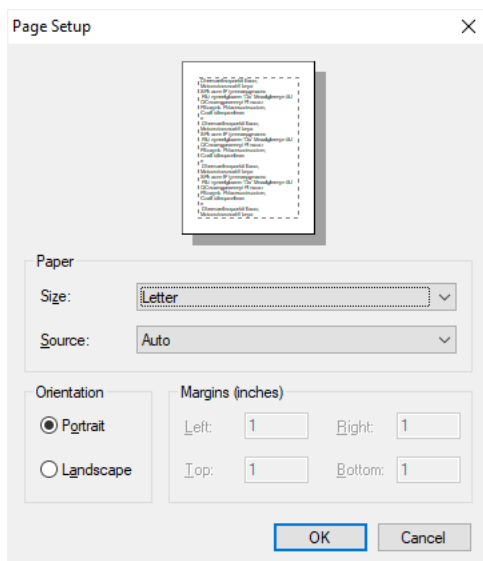 Page Setup
Paper
Size: Letter
Source: Auto
Orientation
Portrait
Landscape
Margins (inches)
Left: 1 Right: 1
Top: 1 Bottom: 1
OK Cancel